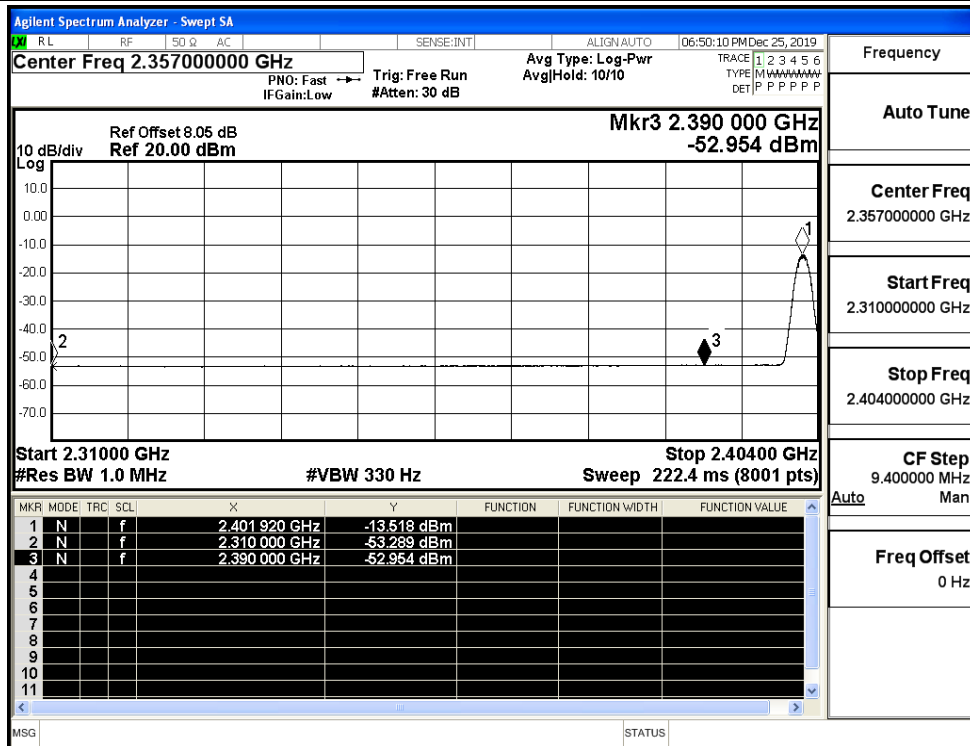 Agilent Spectrum Analyzer - Swept SA
LXI RL RF 50 Ω AC SENSE:INT ALIGN AUTO 06:50:10 PM Dec 25, 2019
Center Freq 2.357000000 GHz
PNO: Fast
IFGain:Low
Trig: Free Run
#Atten: 30 dB
Avg Type: Log-Pwr
Avg|Hold: 10/10
TRACE 1 2 3 4 5 6
TYPE M WWWWW
DET P P P P P P
Mkr3 2.390 000 GHz
-52.954 dBm
Ref Offset 8.05 dB
10 dB/div Ref 20.00 dBm
Log
10.0
0.00
-10.0
-20.0
-30.0
-40.0
-50.0
-60.0
-70.0
1
2
3
Start 2.31000 GHz Stop 2.40400 GHz
#Res BW 1.0 MHz #VBW 330 Hz Sweep 222.4 ms (8001 pts)
MKR MODE TRC SCL X Y FUNCTION FUNCTION WIDTH FUNCTION VALUE
1 N f 2.401 920 GHz -13.518 dBm
2 N f 2.310 000 GHz -53.289 dBm
3 N f 2.390 000 GHz -52.954 dBm
4
5
6
7
8
9
10
11
MSG STATUS
Frequency
Auto Tune
Center Freq
2.357000000 GHz
Start Freq
2.310000000 GHz
Stop Freq
2.404000000 GHz
CF Step
9.400000 MHz
Auto Man
Freq Offset
0 Hz